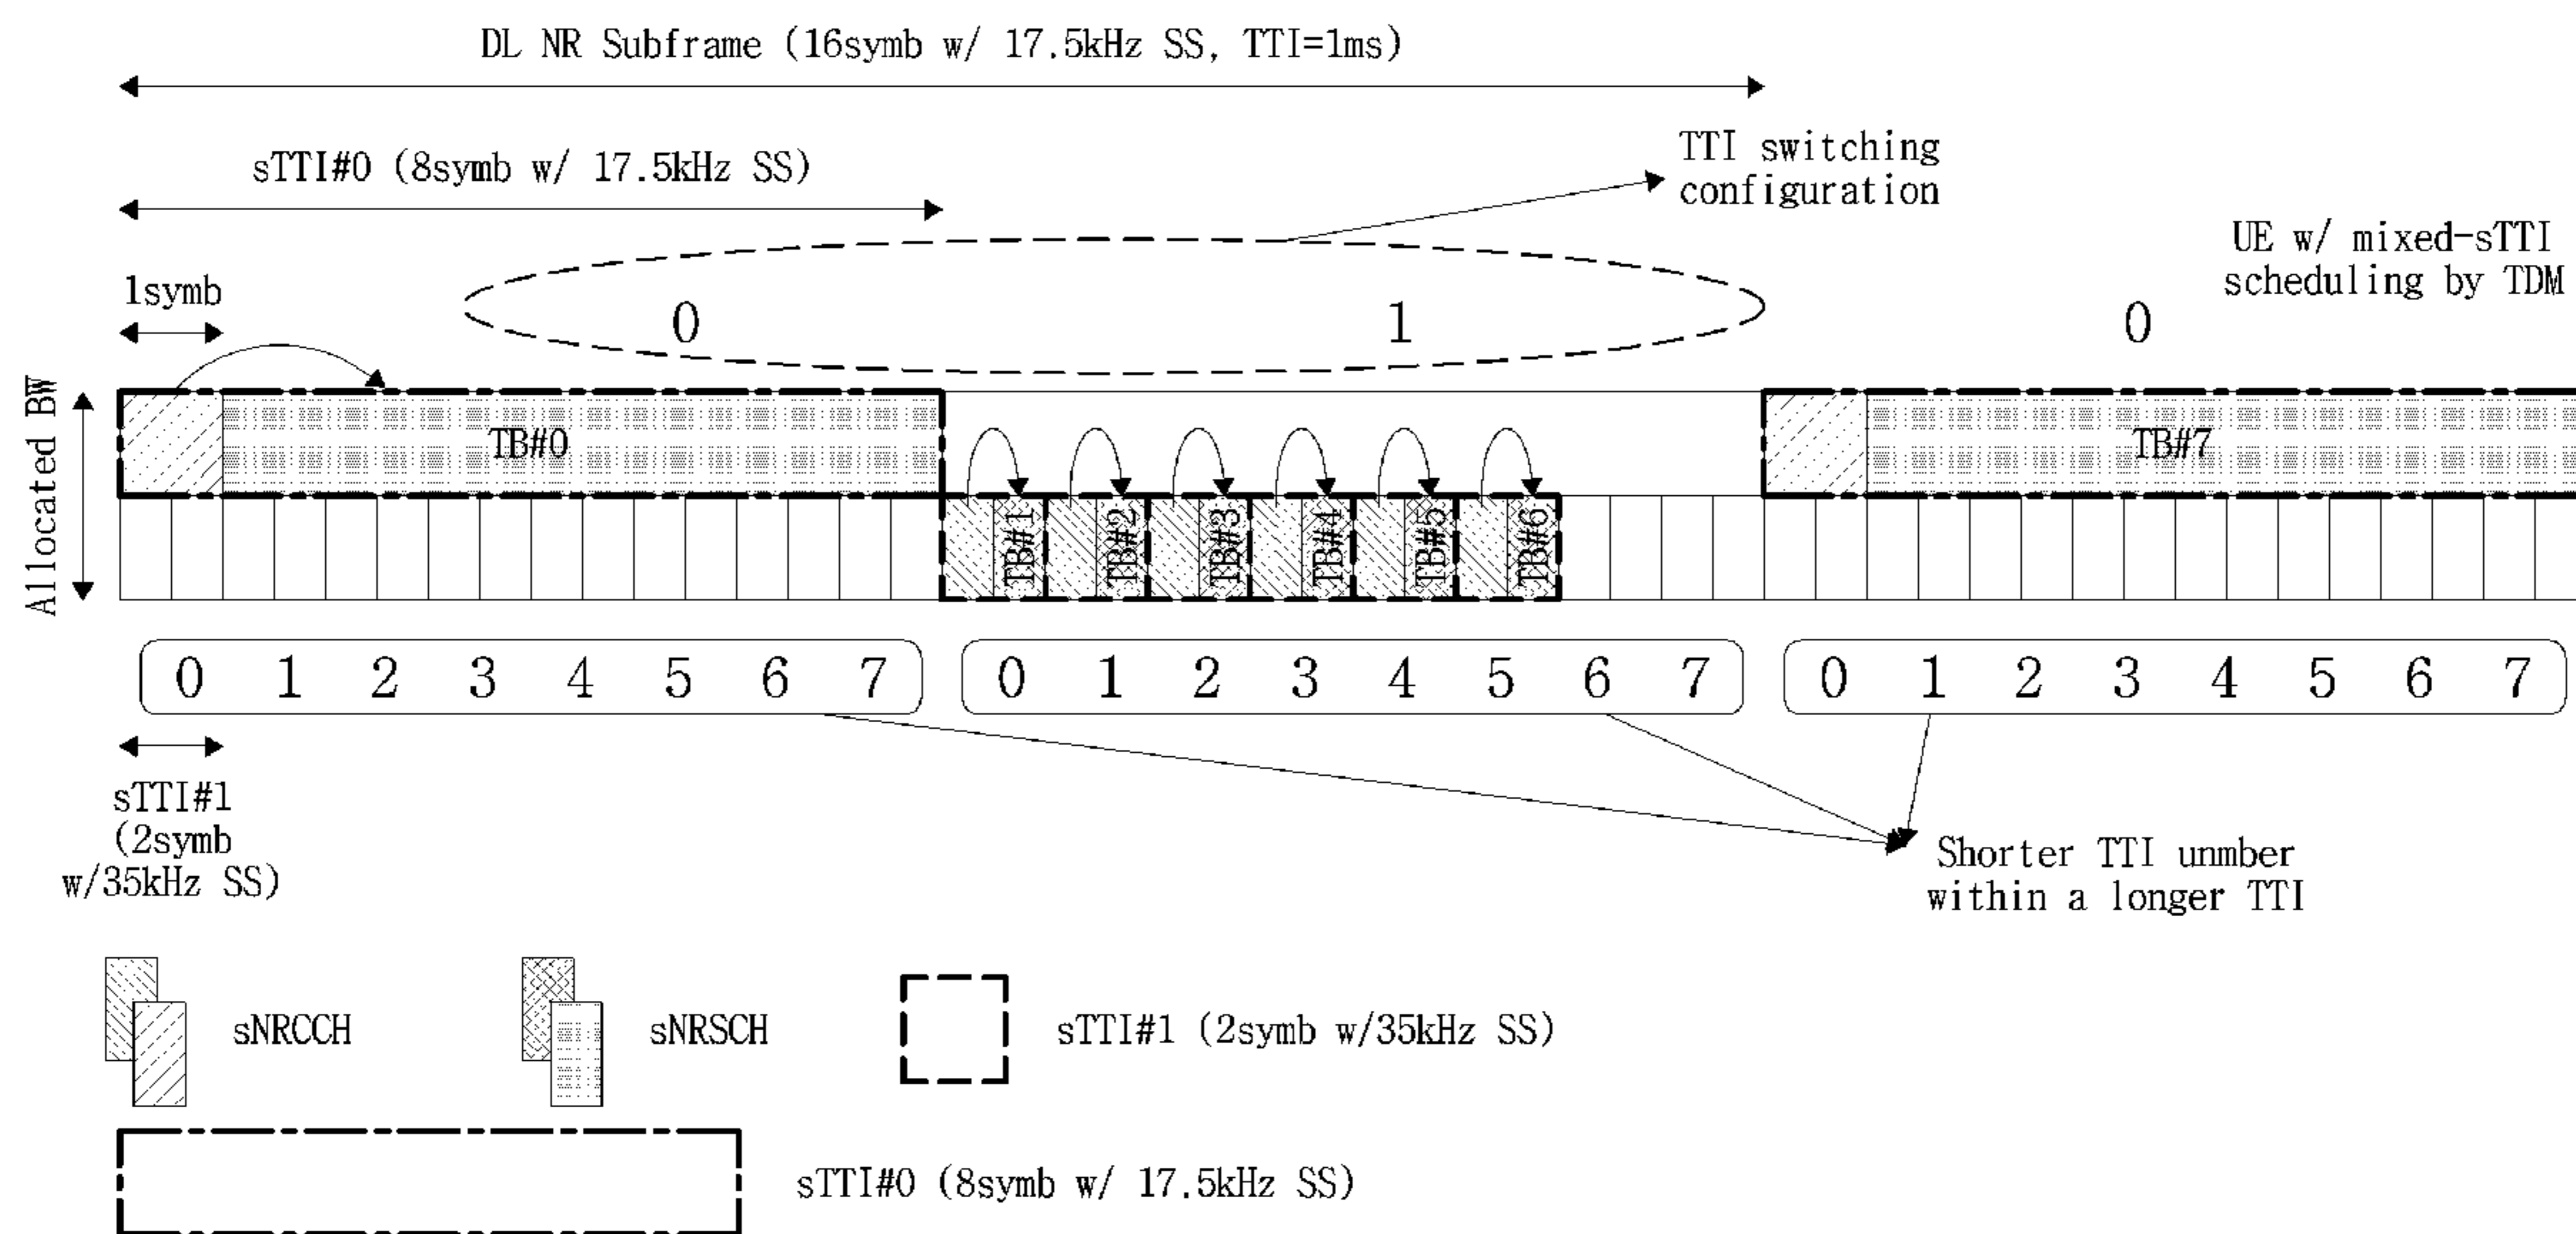 DL NR Subframe (16symb w/ 17.5kHz SS, TTI=1ms)
TTI switching
configuration
sTTI#0 (8symb w/ 17.5kHz SS)
UE w/ mixed-sTTI
scheduling by TDM
1symb
0 1 0
Allocated BW
TB#0
TB#7
TB#1 TB#2 TB#3 TB#4 TB#5 TB#6
0 1 2 3 4 5 6 7 0 1 2 3 4 5 6 7 0 1 2 3 4 5 6 7
sTTI#1
(2symb
w/35kHz SS)
Shorter TTI unmber
within a longer TTI
sNRCCH
sNRSCH
sTTI#1 (2symb w/35kHz SS)
sTTI#0 (8symb w/ 17.5kHz SS)